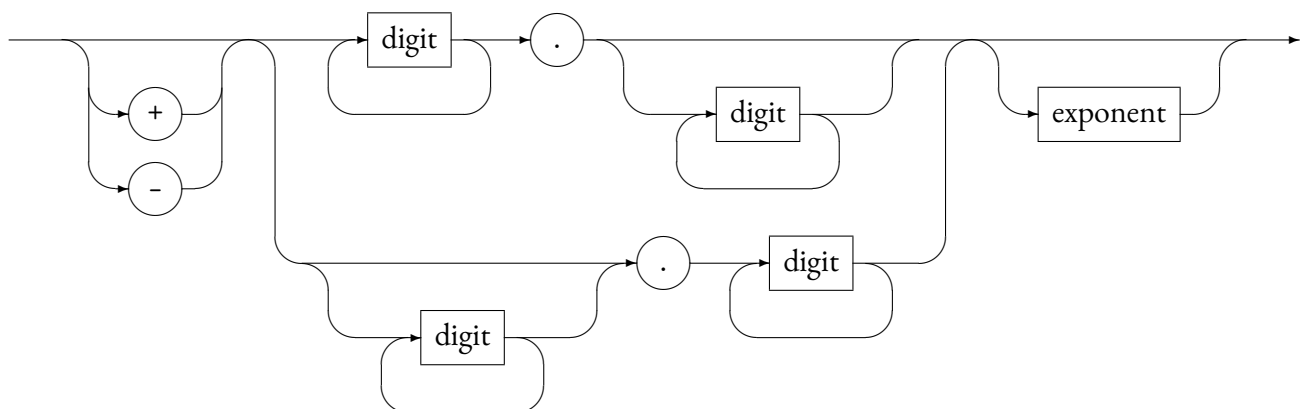 digit .
+ digit exponent
-
. digit
digit